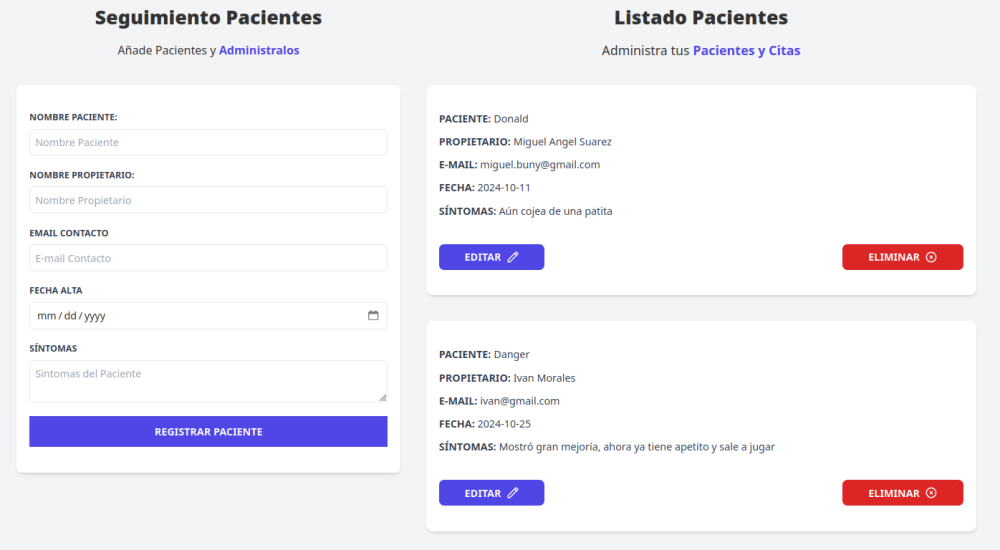 Seguimiento Pacientes
Añade Pacientes y Administralos
NOMBRE PACIENTE:
Nombre Paciente
NOMBRE PROPIETARIO:
Nombre Propietario
EMAIL CONTACTO
E-mail Contacto
FECHA ALTA
mm/dd/yyyy
SÍNTOMAS
Síntomas del Paciente
REGISTRAR PACIENTE
Listado Pacientes
Administra tus Pacientes y Citas
PACIENTE: Donald
PROPIETARIO: Miguel Angel Suarez
E-MAIL: miguel.buny@gmail.com
FECHA: 2024-10-11
SÍNTOMAS: Aún cojea de una patita
EDITAR
ELIMINAR
PACIENTE: Danger
PROPIETARIO: Ivan Morales
E-MAIL: ivan@gmail.com
FECHA: 2024-10-25
SÍNTOMAS: Mostró gran mejoría, ahora ya tiene apetito y sale a jugar
EDITAR
ELIMINAR